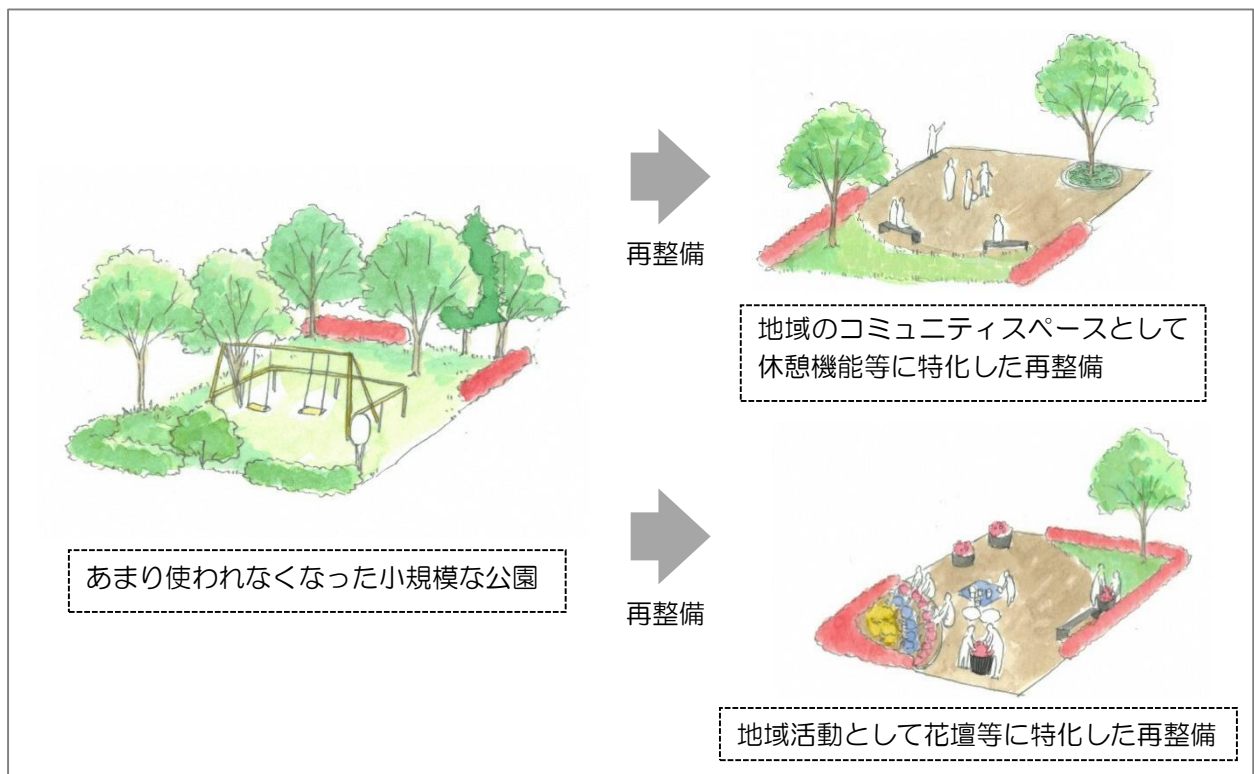 あまり使われなくなった小規模な公園
再整備
地域のコミュニティスペースとして
休憩機能等に特化した再整備
再整備
地域活動として花壇等に特化した再整備